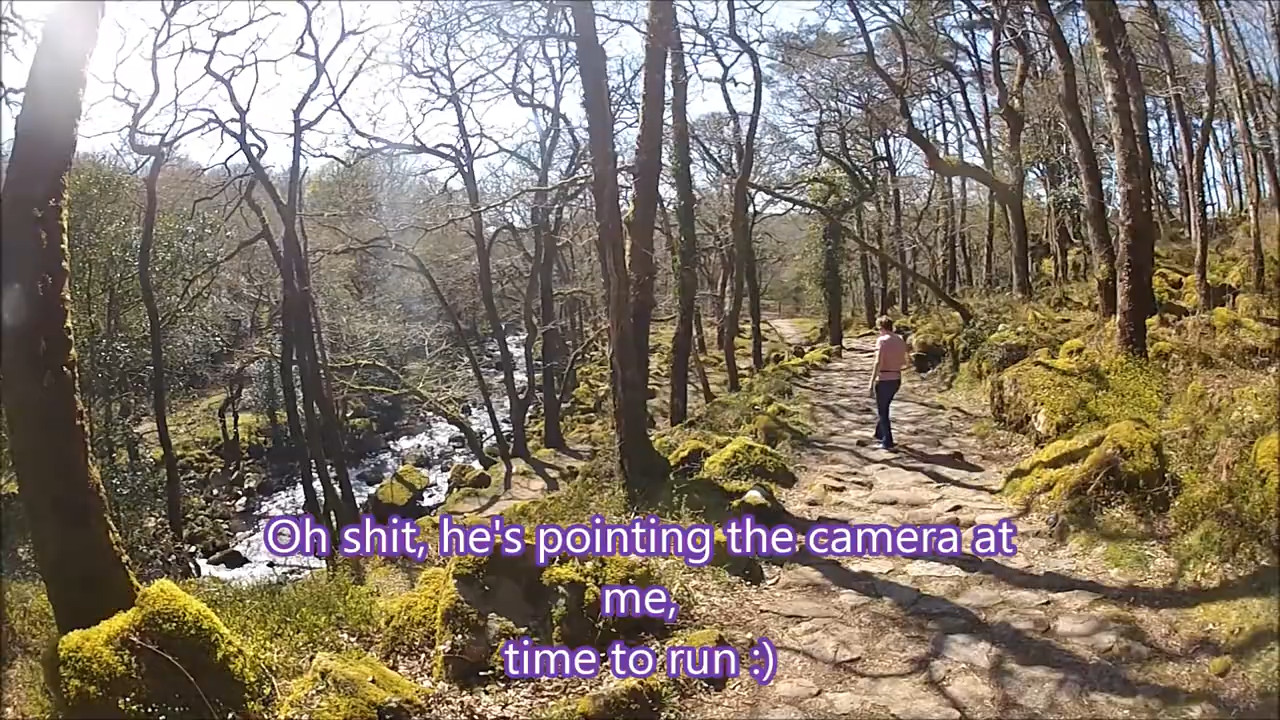 Oh shit, he's pointing the camera at
me,
time to run :)